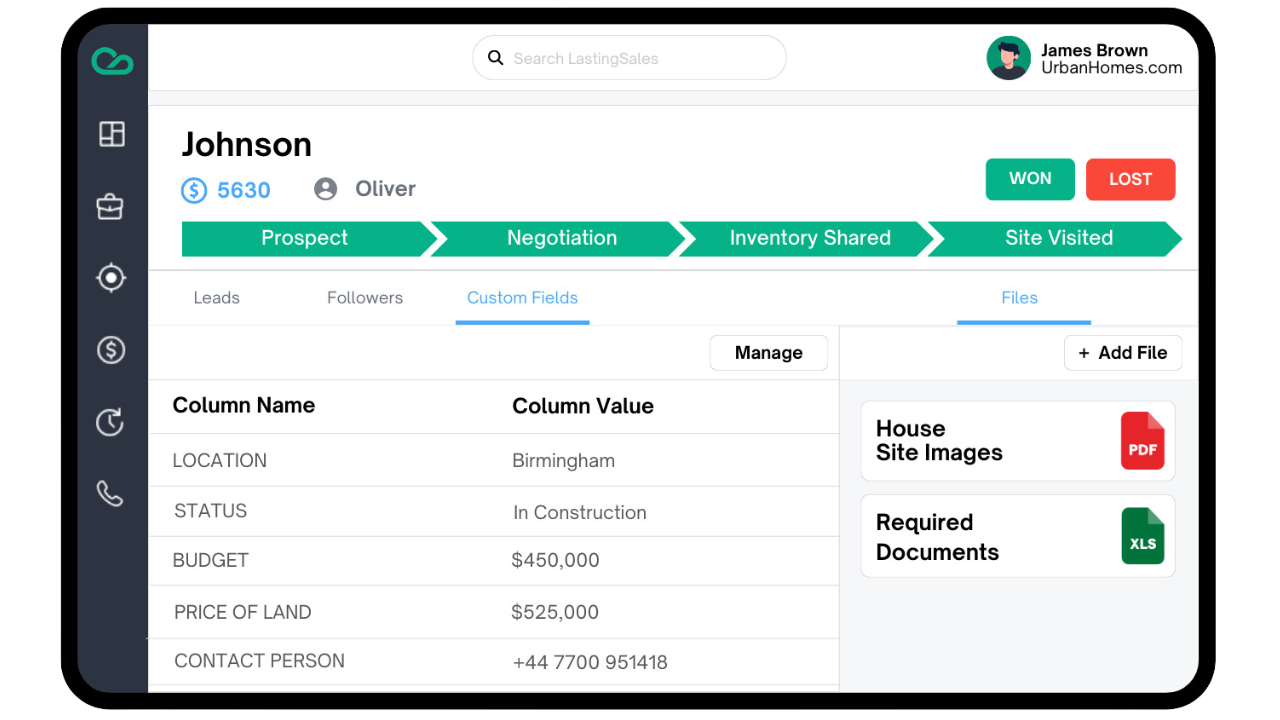 Search LastingSales
James Brown
UrbanHomes.com
Johnson
$ 5630
Oliver
WON
LOST
Prospect
Negotiation
Inventory Shared
Site Visited
Leads
Followers
Custom Fields
Files
Manage
+ Add File
Column Name
Column Value
LOCATION
Birmingham
STATUS
In Construction
BUDGET
$450,000
PRICE OF LAND
$525,000
CONTACT PERSON
+44 7700 951418
House
Site Images
PDF
Required
Documents
XLS